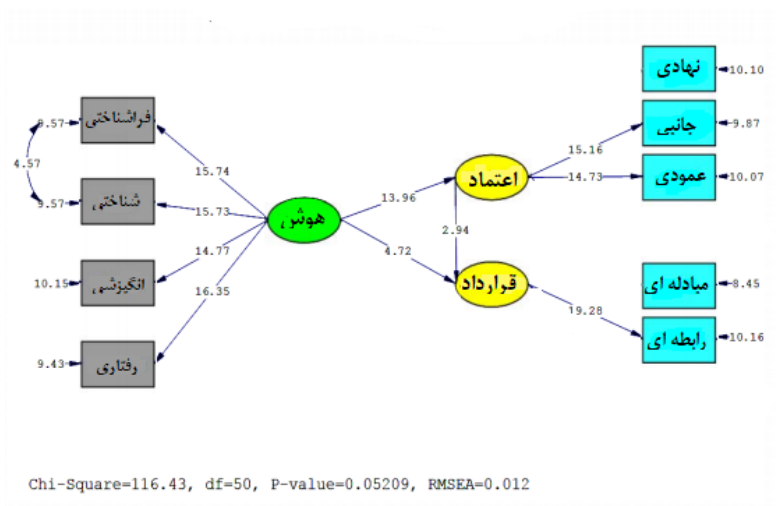 نهادی
10.10
فراشناختی
9.57
جانبی
9.87
15.16
4.57
15.74
اعتماد
14.73
عمودی
10.07
13.96
شناختی
9.57
15.73
هوش
2.94
4.72
14.77
انگیزشی
10.15
16.35
قرارداد
مبادله ای
8.45
19.28
رابطه ای
10.16
رفتاری
9.43
Chi-Square=116.43, df=50, P-value=0.05209, RMSEA=0.012